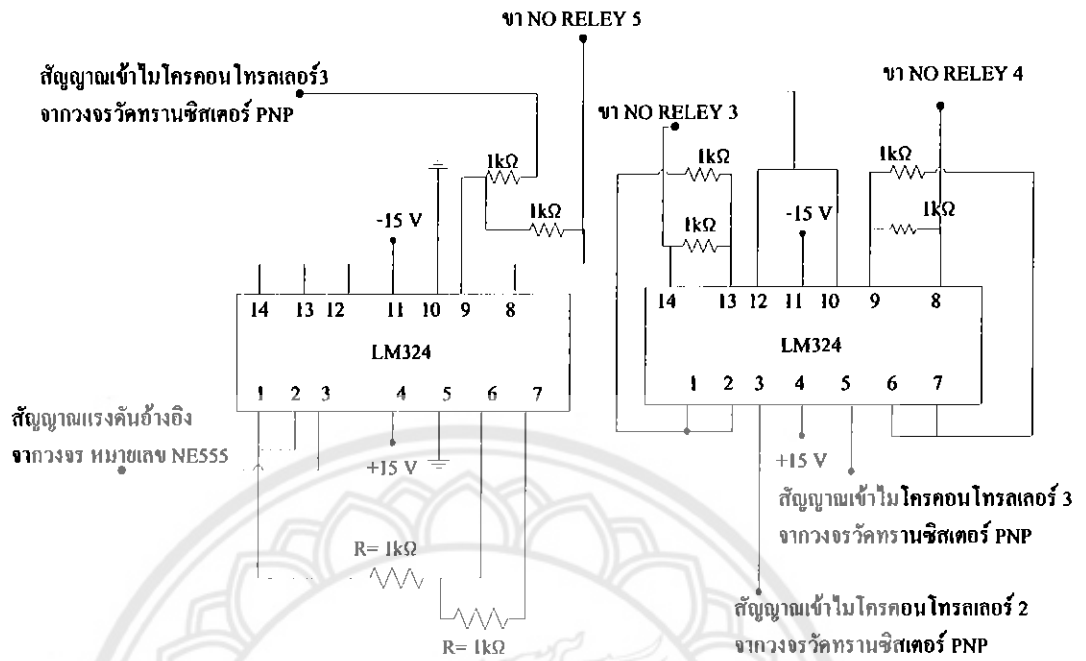 ขา NO RELEY 5
สัญญาณเข้าไมโครคอนโทรลเลอร์3
จากวงจรวัดทรานซิสเตอร์ PNP
ขา NO RELEY 4
ขา NO RELEY 3
1kΩ
1kΩ
1kΩ
1kΩ
1kΩ
1kΩ
-15 V
-15 V
14 13 12 11 10 9 8
LM324
1 2 3 4 5 6 7
14 13 12 11 10 9 8
LM324
1 2 3 4 5 6 7
สัญญาณแรงดันอ้างอิง
จากวงจร หมายเลข NE555
+15 V
+15 V
สัญญาณเข้าไมโครคอนโทรลเลอร์ 3
จากวงจรวัดทรานซิสเตอร์ PNP
R= 1kΩ
R= 1kΩ
สัญญาณเข้าไมโครคอนโทรลเลอร์ 2
จากวงจรวัดทรานซิสเตอร์ PNP